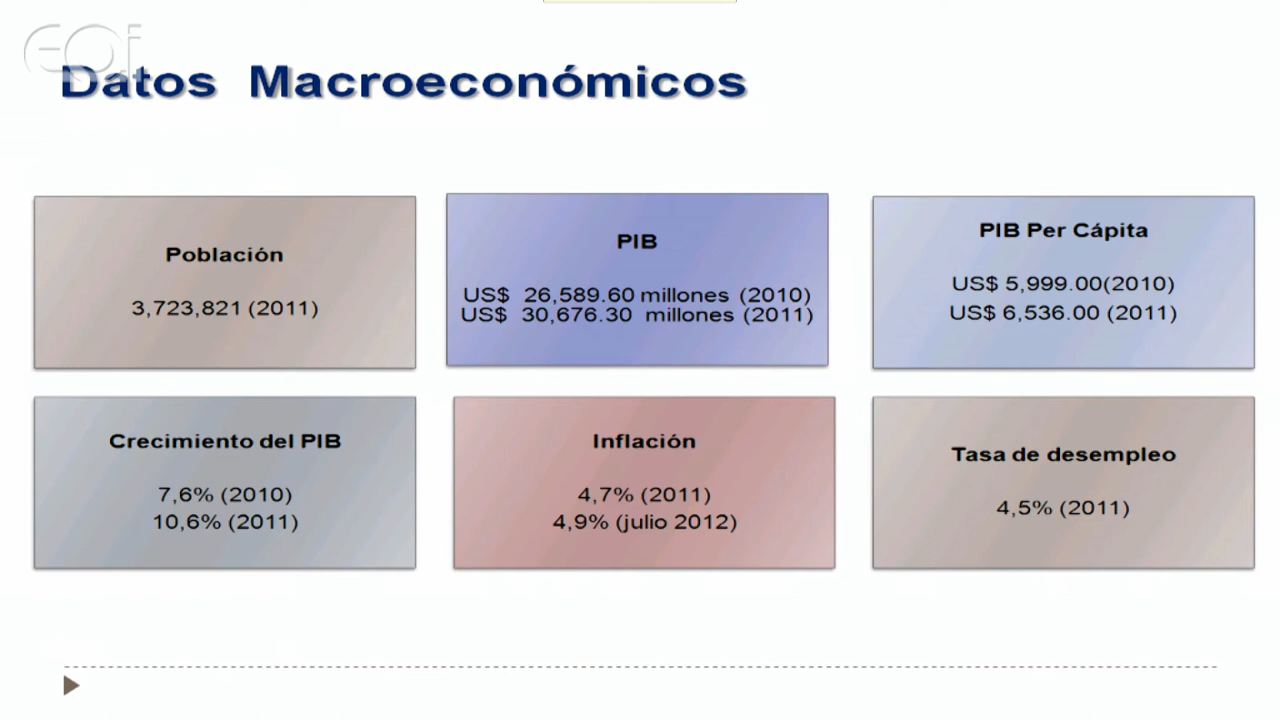 EOi
Datos Macroeconómicos
Población
3,723,821 (2011)
PIB
US$ 26,589.60 millones (2010)
US$ 30,676.30 millones (2011)
PIB Per Cápita
US$ 5,999.00(2010)
US$ 6,536.00 (2011)
Crecimiento del PIB
7,6% (2010)
10,6% (2011)
Inflación
4,7% (2011)
4,9% (julio 2012)
Tasa de desempleo
4,5% (2011)